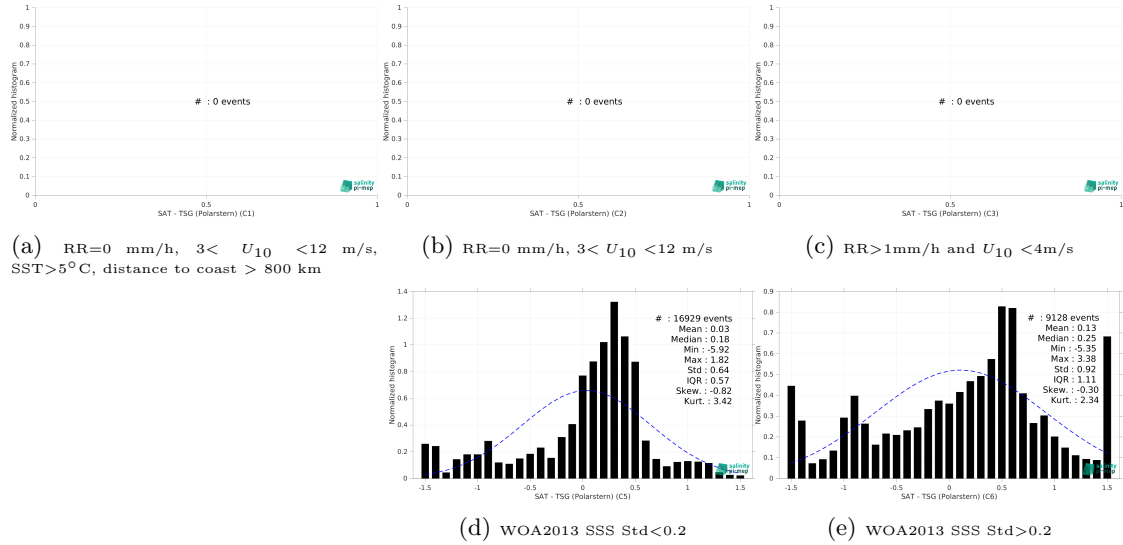 1
0.9
0.8
0.7
0.6
0.5
0.4
0.3
0.2
0.1
0
Normalized histogram
# : 0 events
0
0.5
1
SAT - TSG (Polarstern) (C1)
salinity
pi-mep
1
0.9
0.8
0.7
0.6
0.5
0.4
0.3
0.2
0.1
0
Normalized histogram
# : 0 events
0
0.5
1
SAT - TSG (Polarstern) (C2)
salinity
pi-mep
1
0.9
0.8
0.7
0.6
0.5
0.4
0.3
0.2
0.1
0
Normalized histogram
# : 0 events
0
0.5
1
SAT - TSG (Polarstern) (C3)
salinity
pi-mep
(a) RR=0 mm/h, 3< U10 <12 m/s,
SST>5°C, distance to coast > 800 km
(b) RR=0 mm/h, 3< U10 <12 m/s
(c) RR>1mm/h and U10 <4m/s
1.4
1.2
1
0.8
0.6
0.4
0.2
0
Normalized histogram
# : 16929 events
Mean : 0.03
Median : 0.18
Min : -5.92
Max : 1.82
Std : 0.64
IQR : 0.57
Skew. : -0.82
Kurt. : 3.42
-1.5
-1
-0.5
0
0.5
1
1.5
SAT - TSG (Polarstern) (C5)
salinity
pi-mep
0.9
0.8
0.7
0.6
0.5
0.4
0.3
0.2
0.1
0
Normalized histogram
# : 9128 events
Mean : 0.13
Median : 0.25
Min : -5.35
Max : 3.38
Std : 0.92
IQR : 1.11
Skew. : -0.30
Kurt. : 2.34
-1.5
-1
-0.5
0
0.5
1
1.5
SAT - TSG (Polarstern) (C6)
salinity
pi-mep
(d) WOA2013 SSS Std<0.2
(e) WOA2013 SSS Std>0.2